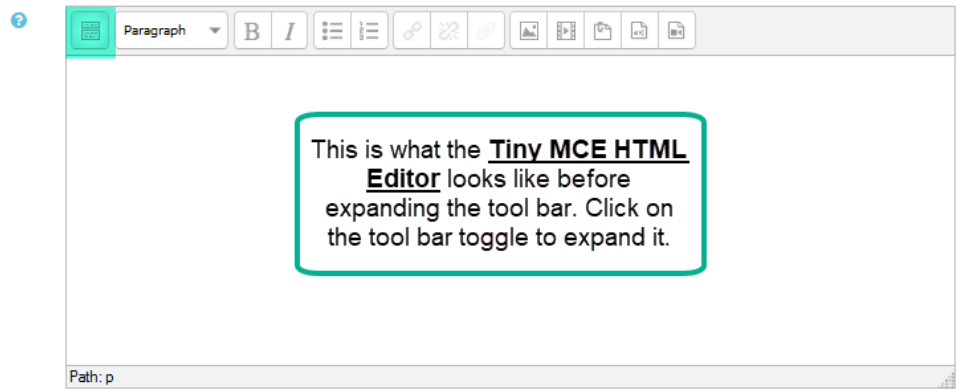 Paragraph
B I
This is what the Tiny MCE HTML
Editor looks like before
expanding the tool bar. Click on
the tool bar toggle to expand it.
Path: p